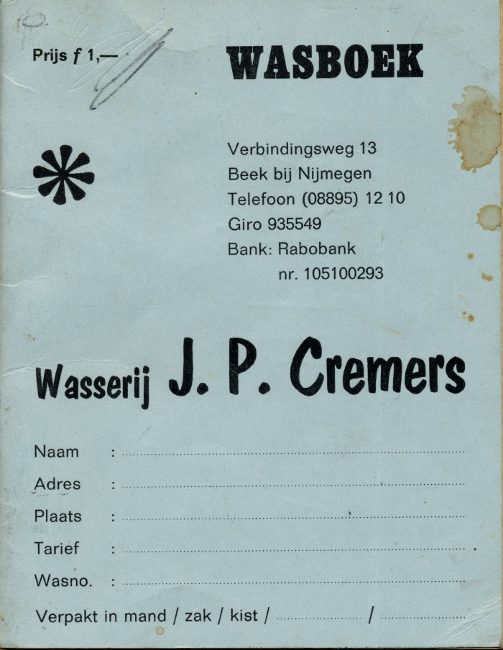 Prijs ƒ 1,—
WASBOEK
Verbindingsweg 13
Beek bij Nijmegen
Telefoon (08895) 12 10
Giro 935549
Bank: Rabobank
nr. 105100293
Wasserij J. P. Cremers
Naam :
Adres :
Plaats :
Tarief :
Wasno. :
Verpakt in mand / zak / kist / /